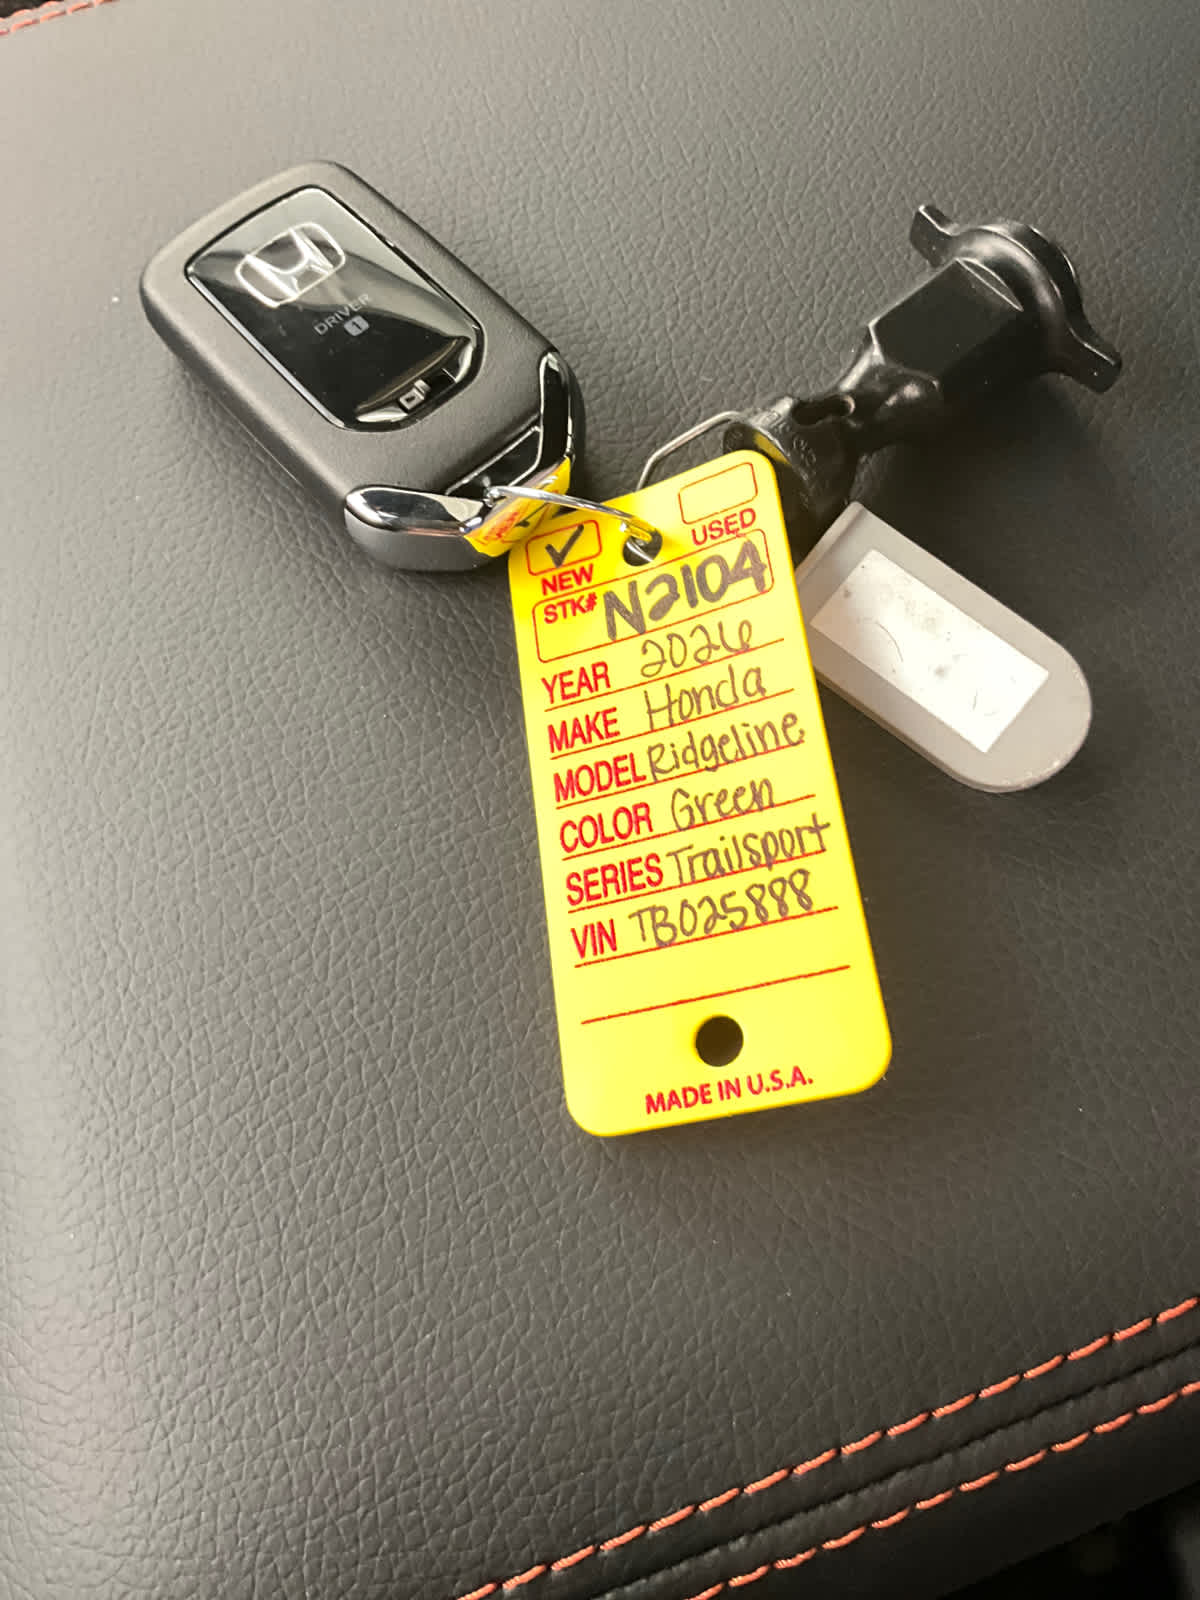 DRIVER
1
✓
NEW
USED
STK# N2104
YEAR 2026
MAKE Honda
MODEL Ridgeline
COLOR Green
SERIES Trailsport
VIN TB025888
MADE IN U.S.A.